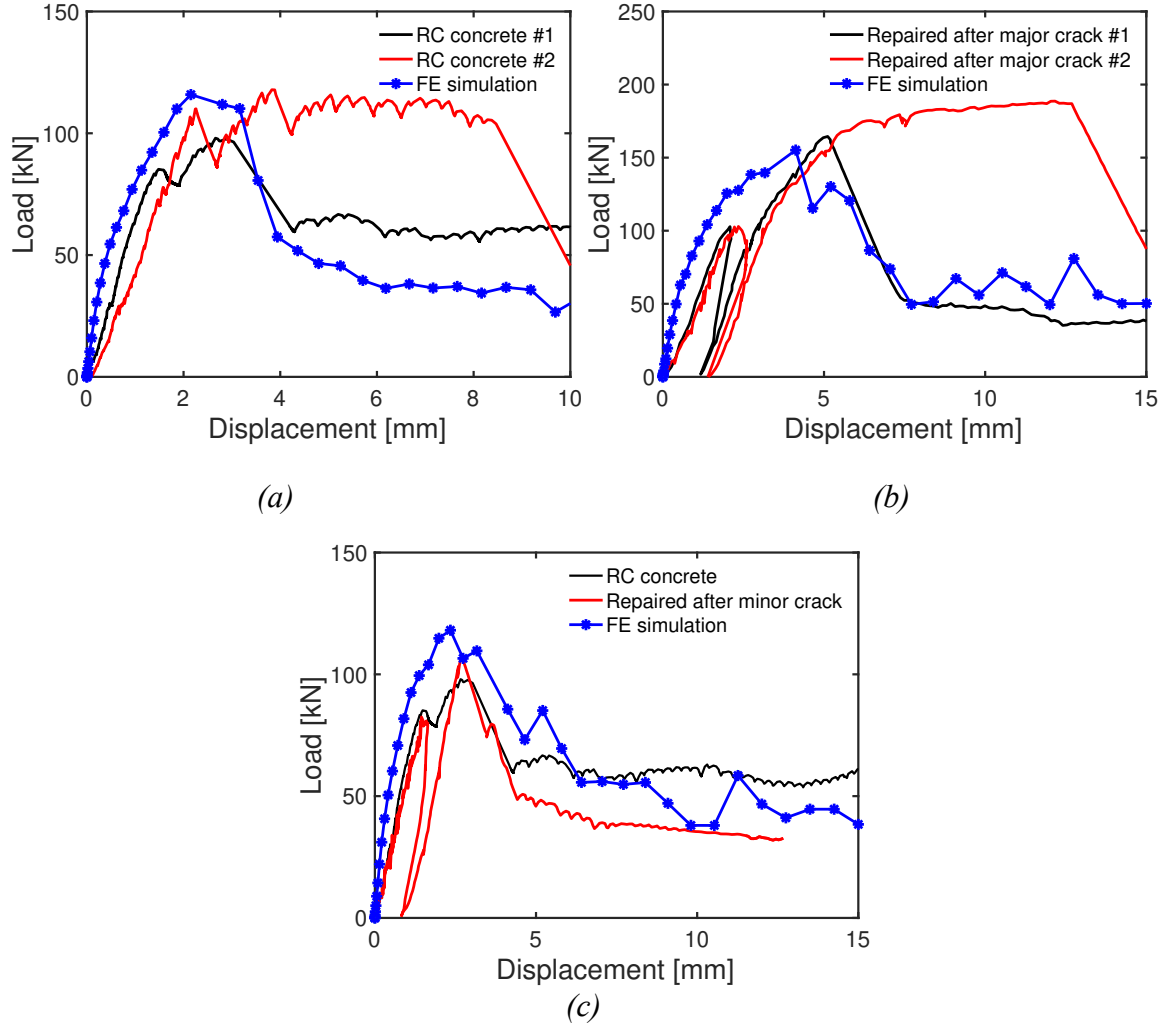 150
100
50
0
Load [kN]
RC concrete #1
RC concrete #2
FE simulation
0 2 4 6 8 10
Displacement [mm]
(a)
250
200
150
100
50
0
Load [kN]
Repaired after major crack #1
Repaired after major crack #2
FE simulation
0 5 10 15
Displacement [mm]
(b)
150
100
50
0
Load [kN]
RC concrete
Repaired after minor crack
FE simulation
0 5 10 15
Displacement [mm]
(c)